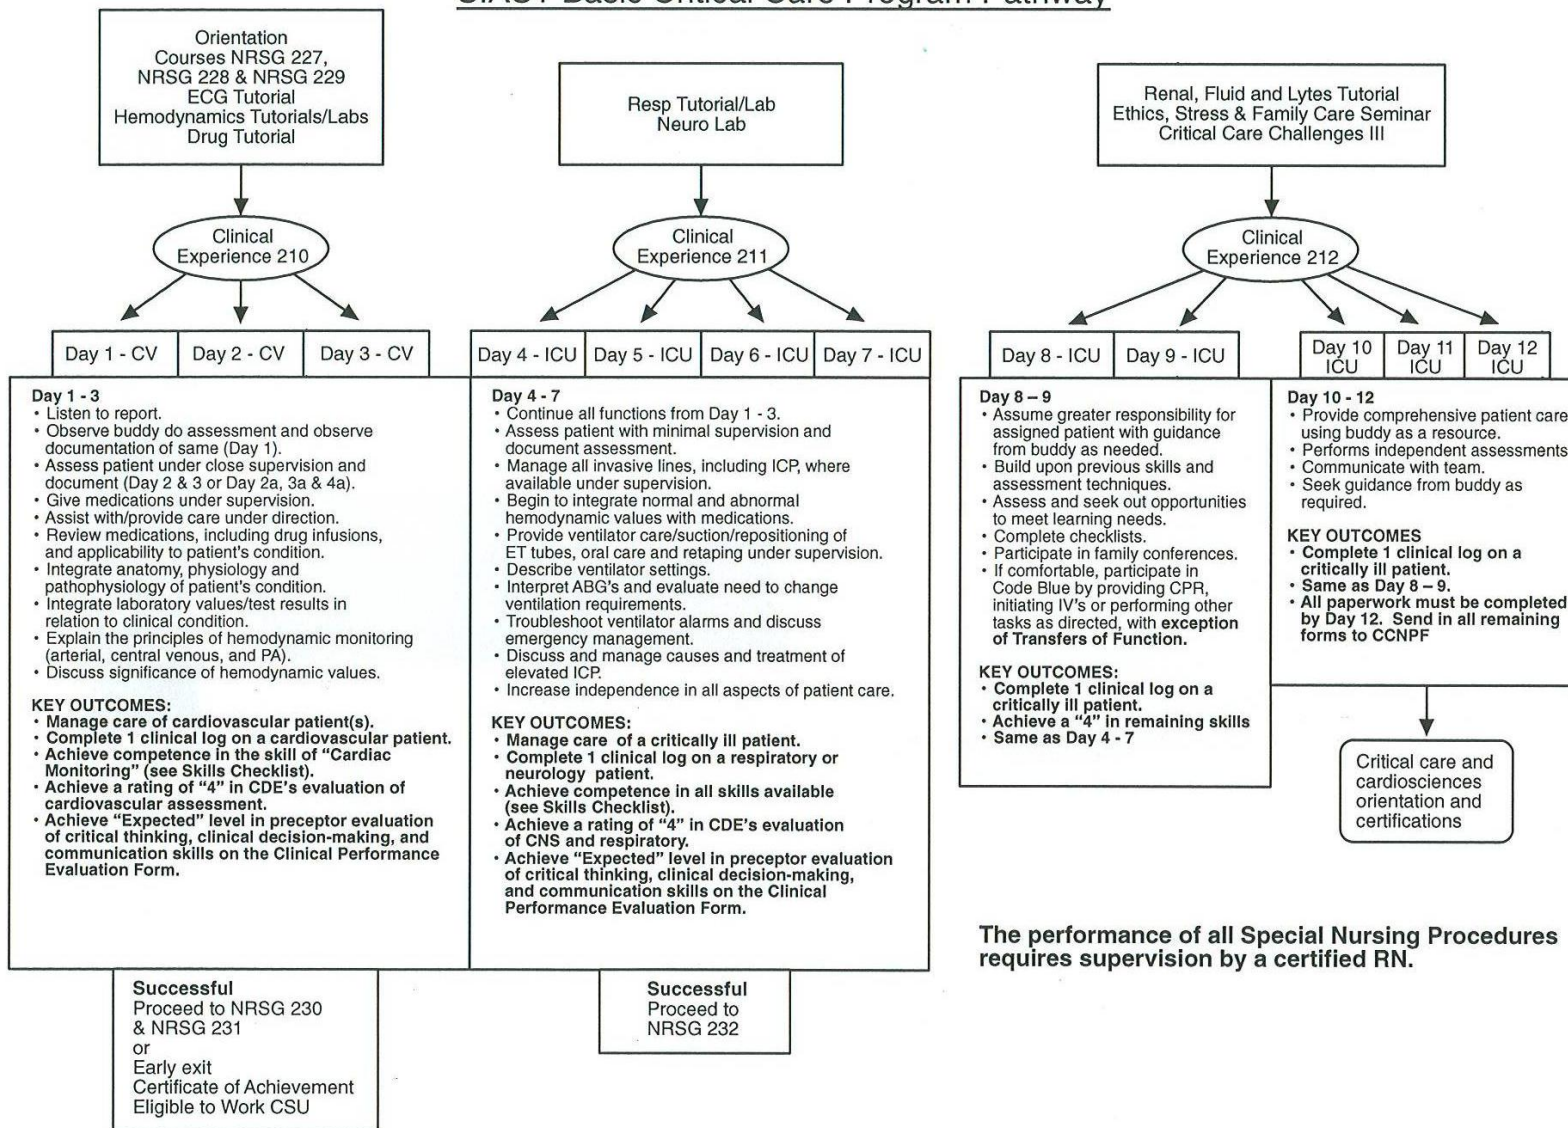 SIAST Basic Critical Care Program Pathway
Orientation
Courses NRSG 227,
NRSG 228 & NRSG 229
ECG Tutorial
Hemodynamics Tutorials/Labs
Drug Tutorial
Clinical
Experience 210
Day 1 - CV
Day 2 - CV
Day 3 - CV
Day 1 - 3
• Listen to report.
• Observe buddy do assessment and observe
documentation of same (Day 1).
• Assess patient under close supervision and
document (Day 2 & 3 or Day 2a, 3a & 4a).
• Give medications under supervision.
• Assist with/provide care under direction.
• Review medications, including drug infusions,
and applicability to patient's condition.
• Integrate anatomy, physiology and
pathophysiology of patient's condition.
• Integrate laboratory values/test results in
relation to clinical condition.
• Explain the principles of hemodynamic monitoring
(arterial, central venous, and PA).
• Discuss significance of hemodynamic values.
KEY OUTCOMES:
• Manage care of cardiovascular patient(s).
• Complete 1 clinical log on a cardiovascular patient.
• Achieve competence in the skill of “Cardiac
Monitoring” (see Skills Checklist).
• Achieve a rating of “4” in CDE's evaluation of
cardiovascular assessment.
• Achieve “Expected” level in preceptor evaluation
of critical thinking, clinical decision-making, and
communication skills on the Clinical Performance
Evaluation Form.
Successful
Proceed to NRSG 230
& NRSG 231
or
Early exit
Certificate of Achievement
Eligible to Work CSU
Resp Tutorial/Lab
Neuro Lab
Clinical
Experience 211
Day 4 - ICU
Day 5 - ICU
Day 6 - ICU
Day 7 - ICU
Day 4 - 7
• Continue all functions from Day 1 - 3.
• Assess patient with minimal supervision and
document assessment.
• Manage all invasive lines, including ICP, where
available under supervision.
• Begin to integrate normal and abnormal
hemodynamic values with medications.
• Provide ventilator care/suction/repositioning of
ET tubes, oral care and retaping under supervision.
• Describe ventilator settings.
• Interpret ABG's and evaluate need to change
ventilation requirements.
• Troubleshoot ventilator alarms and discuss
emergency management.
• Discuss and manage causes and treatment of
elevated ICP.
• Increase independence in all aspects of patient care.
KEY OUTCOMES:
• Manage care of a critically ill patient.
• Complete 1 clinical log on a respiratory or
neurology patient.
• Achieve competence in all skills available
(see Skills Checklist).
• Achieve a rating of “4” in CDE's evaluation
of CNS and respiratory.
• Achieve “Expected” level in preceptor evaluation
of critical thinking, clinical decision-making,
and communication skills on the Clinical
Performance Evaluation Form.
Successful
Proceed to
NRSG 232
Renal, Fluid and Lytes Tutorial
Ethics, Stress & Family Care Seminar
Critical Care Challenges III
Clinical
Experience 212
Day 8 - ICU
Day 9 - ICU
Day 10
ICU
Day 11
ICU
Day 12
ICU
Day 8 – 9
• Assume greater responsibility for
assigned patient with guidance
from buddy as needed.
• Build upon previous skills and
assessment techniques.
• Assess and seek out opportunities
to meet learning needs.
• Complete checklists.
• Participate in family conferences.
• If comfortable, participate in
Code Blue by providing CPR,
initiating IV's or performing other
tasks as directed, with exception
of Transfers of Function.
KEY OUTCOMES:
• Complete 1 clinical log on a
critically ill patient.
• Achieve a “4” in remaining skills
• Same as Day 4 - 7
Day 10 - 12
• Provide comprehensive patient care
using buddy as a resource.
• Performs independent assessments
• Communicate with team.
• Seek guidance from buddy as
required.
KEY OUTCOMES
• Complete 1 clinical log on a
critically ill patient.
• Same as Day 8 – 9.
• All paperwork must be completed
by Day 12. Send in all remaining
forms to CCNPF
Critical care and
cardiosciences
orientation and
certifications
The performance of all Special Nursing Procedures
requires supervision by a certified RN.